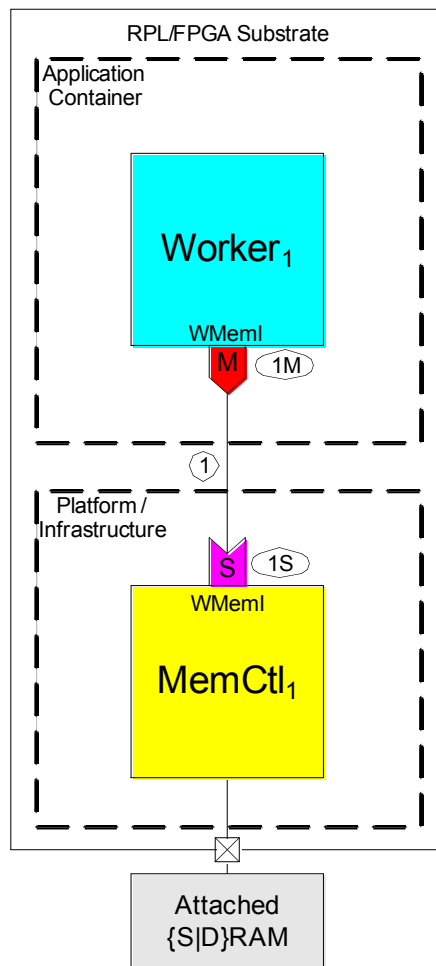 RPL/FPGA Substrate
Application
Container
Worker₁
WMemI
M
1M
1
Platform /
Infrastructure
S
1S
WMemI
MemCtl₁
Attached
{S|D}RAM